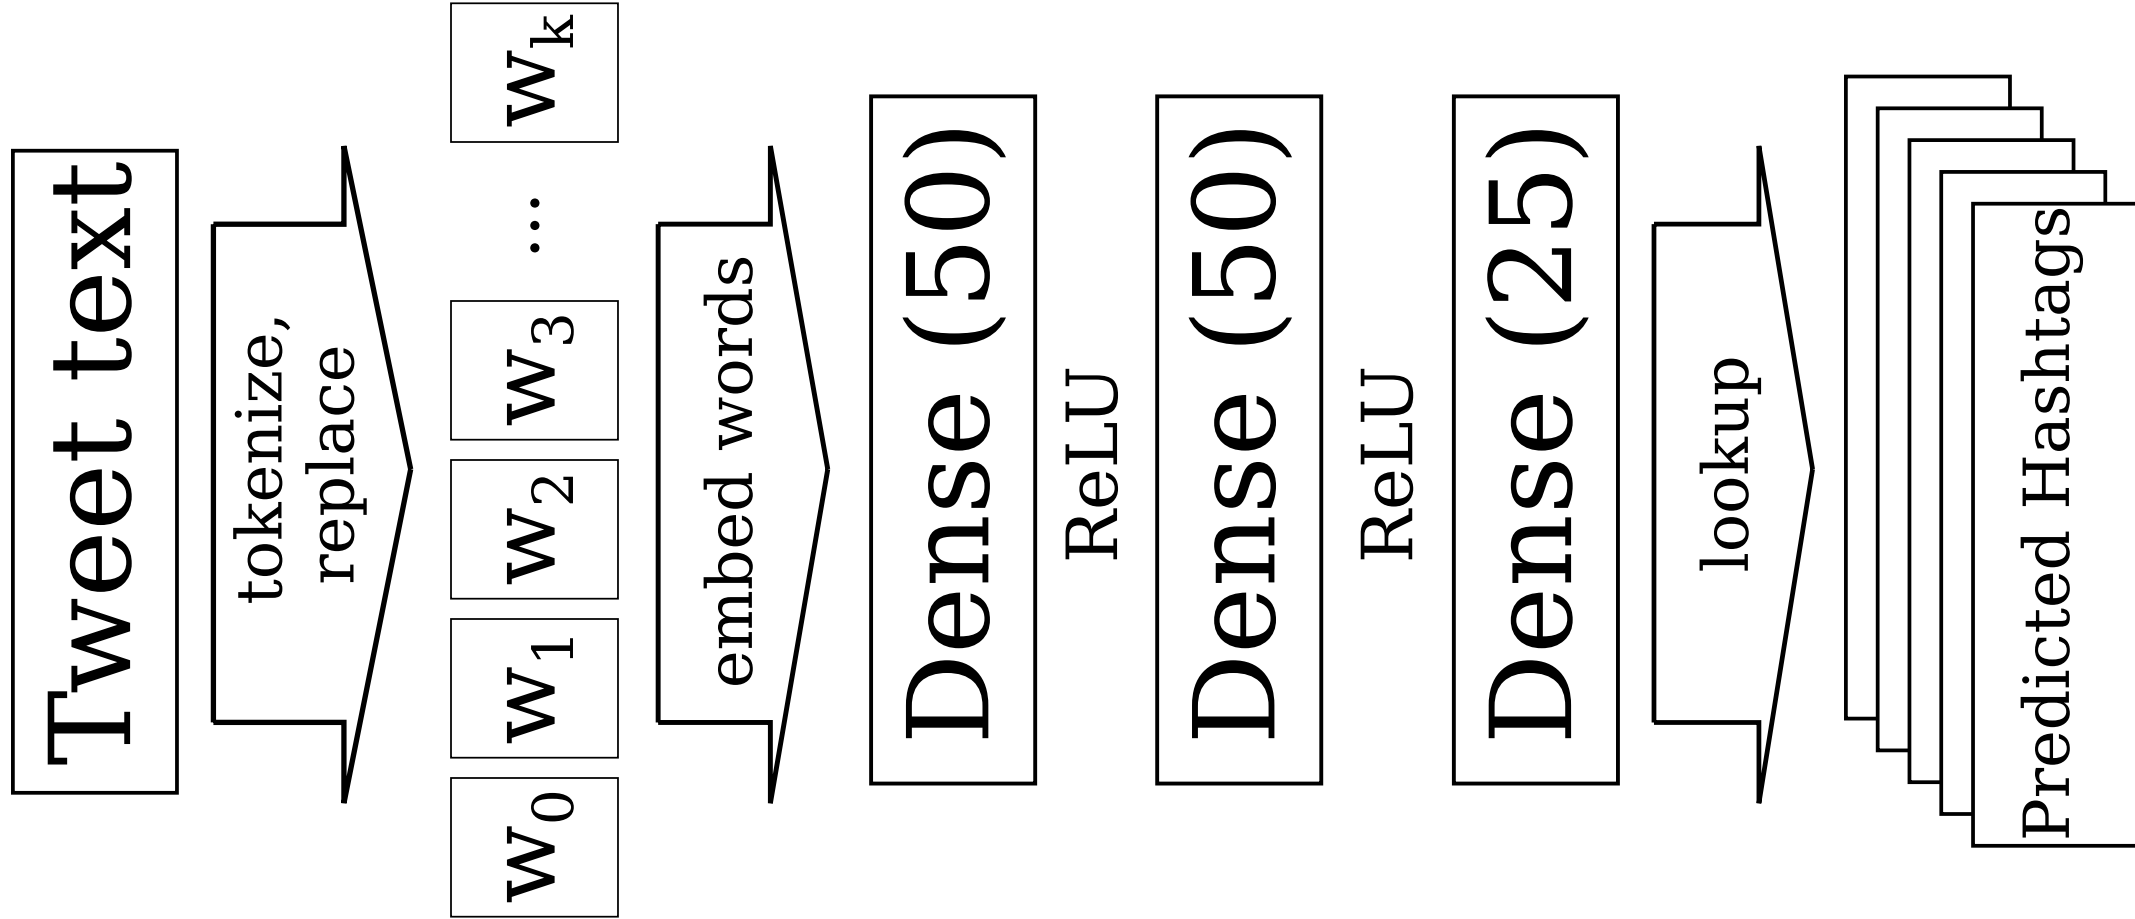 Tweet text
tokenize,
replace
w0
w1
w2
w3
...
wk
embed words
Dense (50)
ReLU
Dense (50)
ReLU
Dense (25)
lookup
Predicted Hashtags